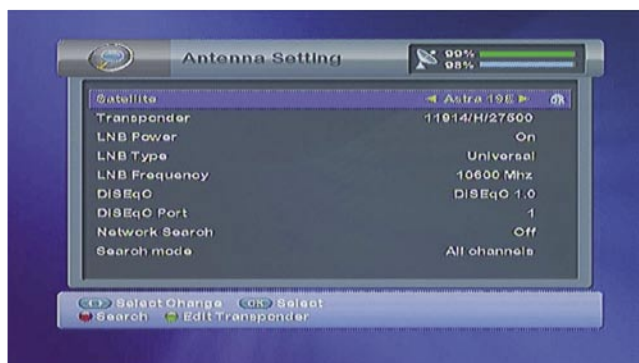 Antenna Setting
99%
98%
Satellite Astra 19E OK
Transponder 11914/H/27500
LNB Power On
LNB Type Universal
LNB Frequency 10600 Mhz
DiSEqC DiSEqC 1.0
DiSEqC Port 1
Network Search Off
Search mode All channels
Select Change OK Select
Search Edit Transponder